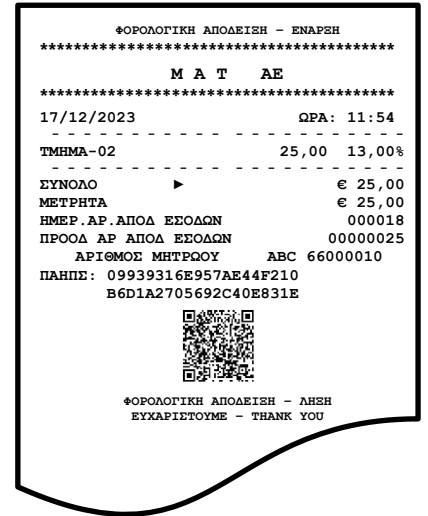 ΦΟΡΟΛΟΓΙΚΗ ΑΠΟΔΕΙΞΗ – ΕΝΑΡΞΗ
****************************************
Μ Α Τ ΑΕ
****************************************
17/12/2023 ΩΡΑ: 11:54
- - - - - - - - - - - - - - - - - - - -
ΤΜΗΜΑ-02 25,00 13,00%
- - - - - - - - - - - - - - - - - - - -
ΣΥΝΟΛΟ ► € 25,00
ΜΕΤΡΗΤΑ € 25,00
ΗΜΕΡ.ΑΡ.ΑΠΟΔ ΕΣΟΔΩΝ 000018
ΠΡΟΟΔ ΑΡ ΑΠΟΔ ΕΣΟΔΩΝ 00000025
ΑΡΙΘΜΟΣ ΜΗΤΡΩΟΥ ABC 66000010
ΠΑΗΠΣ: 09939316E957AE44F210
B6D1A2705692C40E831E
ΦΟΡΟΛΟΓΙΚΗ ΑΠΟΔΕΙΞΗ – ΛΗΞΗ
ΕΥΧΑΡΙΣΤΟΥΜΕ – THANK YOU